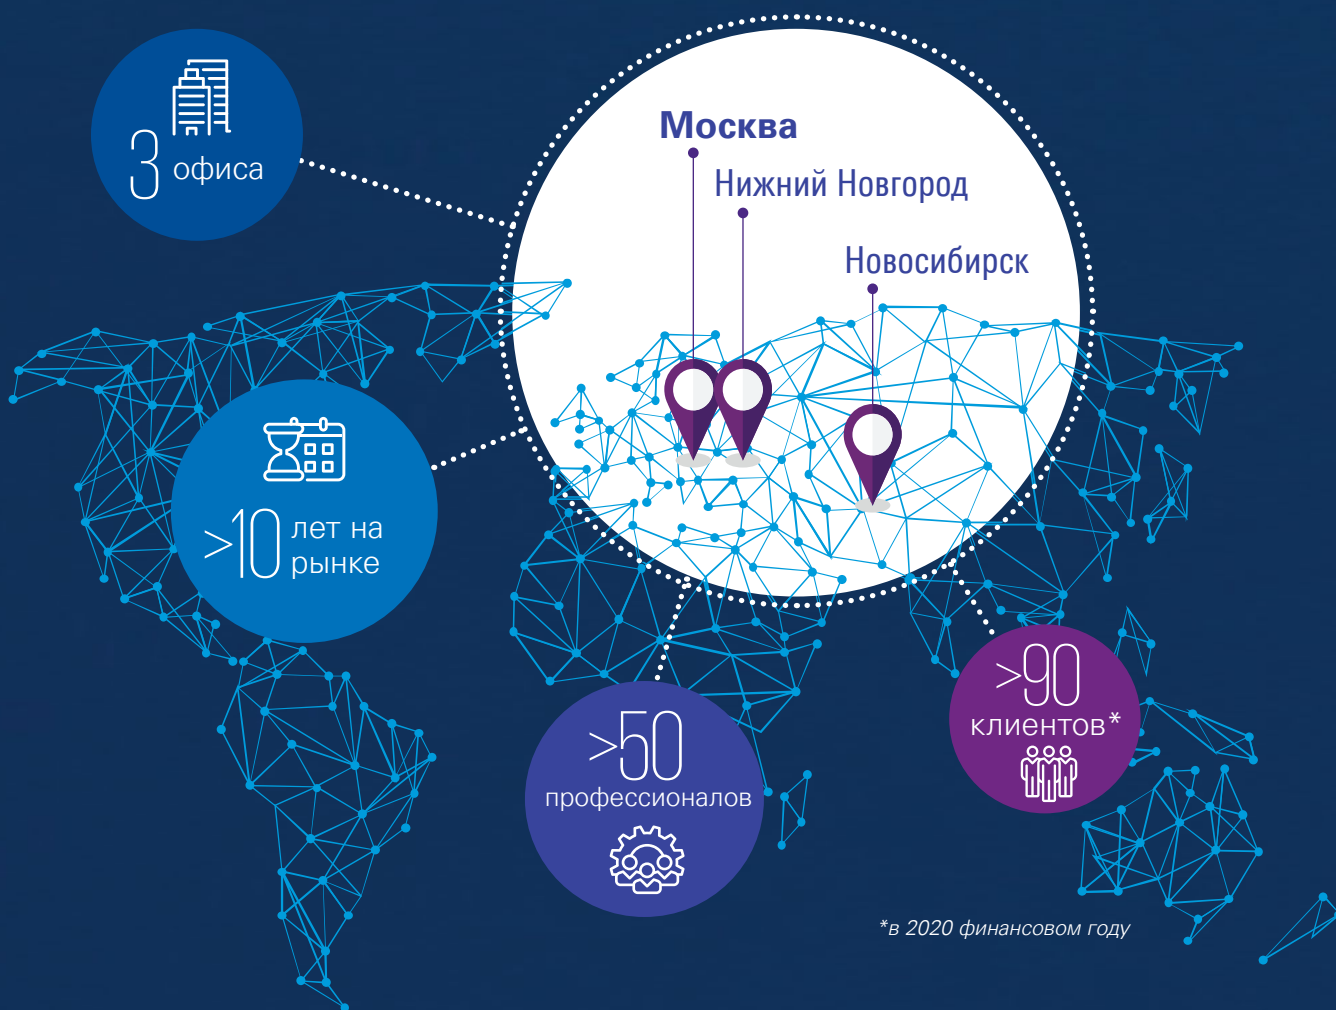 3 офиса
Москва
Нижний Новгород
Новосибирск
>10 лет на
рынке
>50
профессионалов
>90
клиентов*
*в 2020 финансовом году